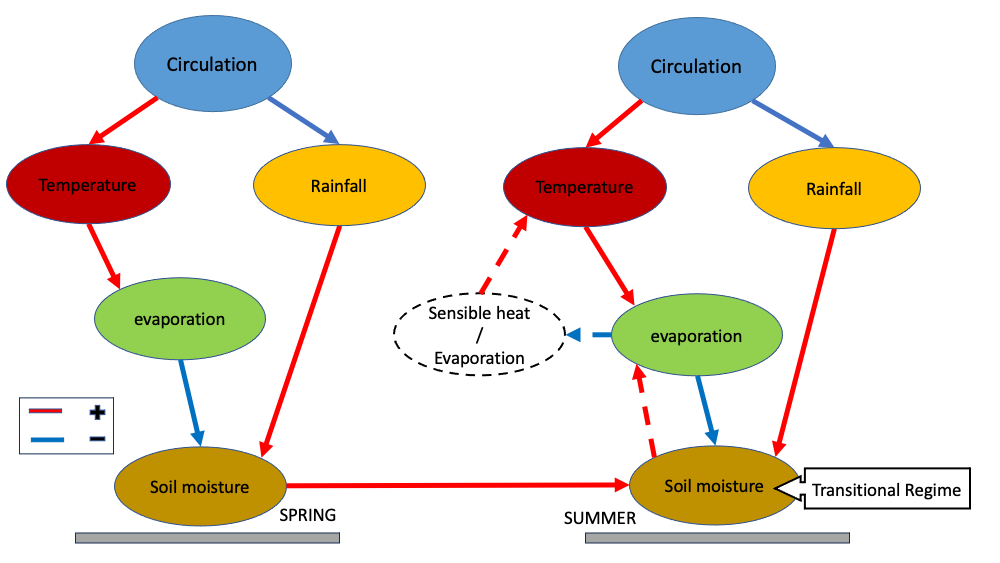 Circulation
Temperature
Rainfall
evaporation
+
-
Soil moisture
SPRING
Circulation
Temperature
Rainfall
Sensible heat
/
Evaporation
evaporation
Soil moisture
Transitional Regime
SUMMER